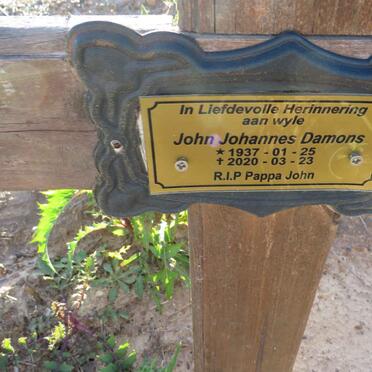 In Liefdevolle Herinnering
aan wyle
John Johannes Damons
★ 1937 - 01 - 25
✝ 2020 - 03 - 23
R.I.P Pappa John